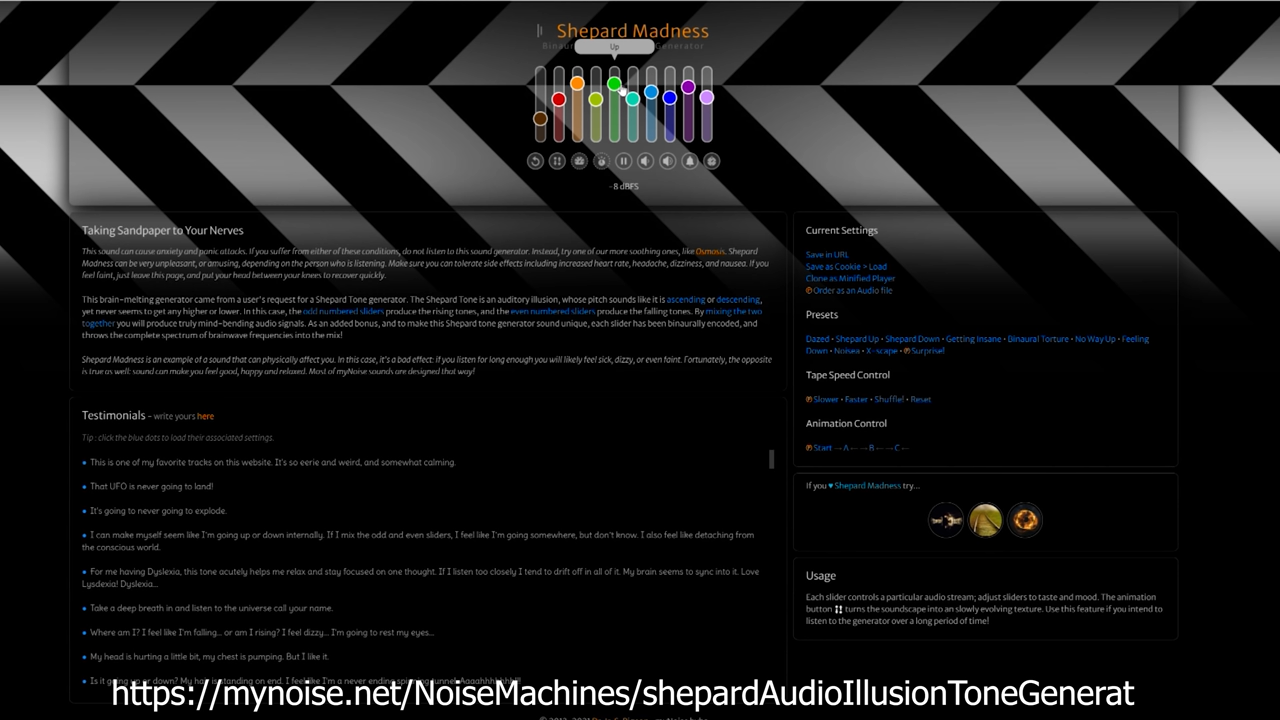 Shepard Madness
Binau Generator
Up
-8 dBFS
Taking Sandpaper to Your Nerves
This sound can cause anxiety and panic attacks. If you suffer from either of these conditions, do not listen to this sound generator. Instead, try one of our more soothing ones, like Osmosis. Shepard
Madness can be very unpleasant, or amusing, depending on the person who is listening. Make sure you can tolerate side effects including increased heart rate, headache, dizziness, and nausea. If you
feel faint, just leave this page, and put your head between your knees to recover quickly.
This brain-melting generator came from a user's request for a Shepard Tone generator. The Shepard Tone is an auditory illusion, whose pitch sounds like it is ascending or descending,
yet never seems to get any higher or lower. In this case, the odd numbered sliders produce the rising tones, and the even numbered sliders produce the falling tones. By mixing the two
together you will produce truly mind-bending audio signals. As an added bonus, and to make this Shepard tone generator sound unique, each slider has been binaurally encoded, and
throws the complete spectrum of brainwave frequencies into the mix!
Shepard Madness is an example of a sound that can physically affect you. In this case, it's a bad effect: if you listen for long enough you will likely feel sick, dizzy, or even faint. Fortunately, the opposite
is true as well: sound can make you feel good, happy and relaxed. Most of myNoise sounds are designed that way!
Testimonials - write yours here
Tip : click the blue dots to load their associated settings.
• This is one of my favorite tracks on this website. It's so eerie and weird, and somewhat calming.
• That UFO is never going to land!
• It's going to never going to explode.
• I can make myself seem like I'm going up or down internally. If I mix the odd and even sliders, I feel like I'm going somewhere, but don't know. I also feel like detaching from
the conscious world.
• For me having Dyslexia, this tone acutely helps me relax and stay focused on one thought. If I listen too closely I tend to drift off in all of it. My brain seems to sync into it. Love
Lysdexia! Dyslexia...
• Take a deep breath in and listen to the universe call your name.
• Where am I? I feel like I'm falling... or am I rising? I feel dizzy... I'm going to rest my eyes...
• My head is hurting a little bit, my chest is pumping. But I like it.
• Is it going up or down? My hair is standing on end. I feel like I'm a never ending spinning tunnel.
Current Settings
Save in URL
Save as Cookie > Load
Clone as Minified Player
Order as an Audio file
Presets
Dazed • Shepard Up • Shepard Down • Getting Insane • Binaural Torture • No Way Up • Feeling
Down • Noisea • X-scape • Surprise!
Tape Speed Control
Slower • Faster • Shuffle! • Reset
Animation Control
Start → A ← → B ← → C ←
If you ♥ Shepard Madness try...
Usage
Each slider controls a particular audio stream; adjust sliders to taste and mood. The animation
button turns the soundscape into an slowly evolving texture. Use this feature if you intend to
listen to the generator over a long period of time!
https://mynoise.net/NoiseMachines/shepardAudioIllusionToneGenerat